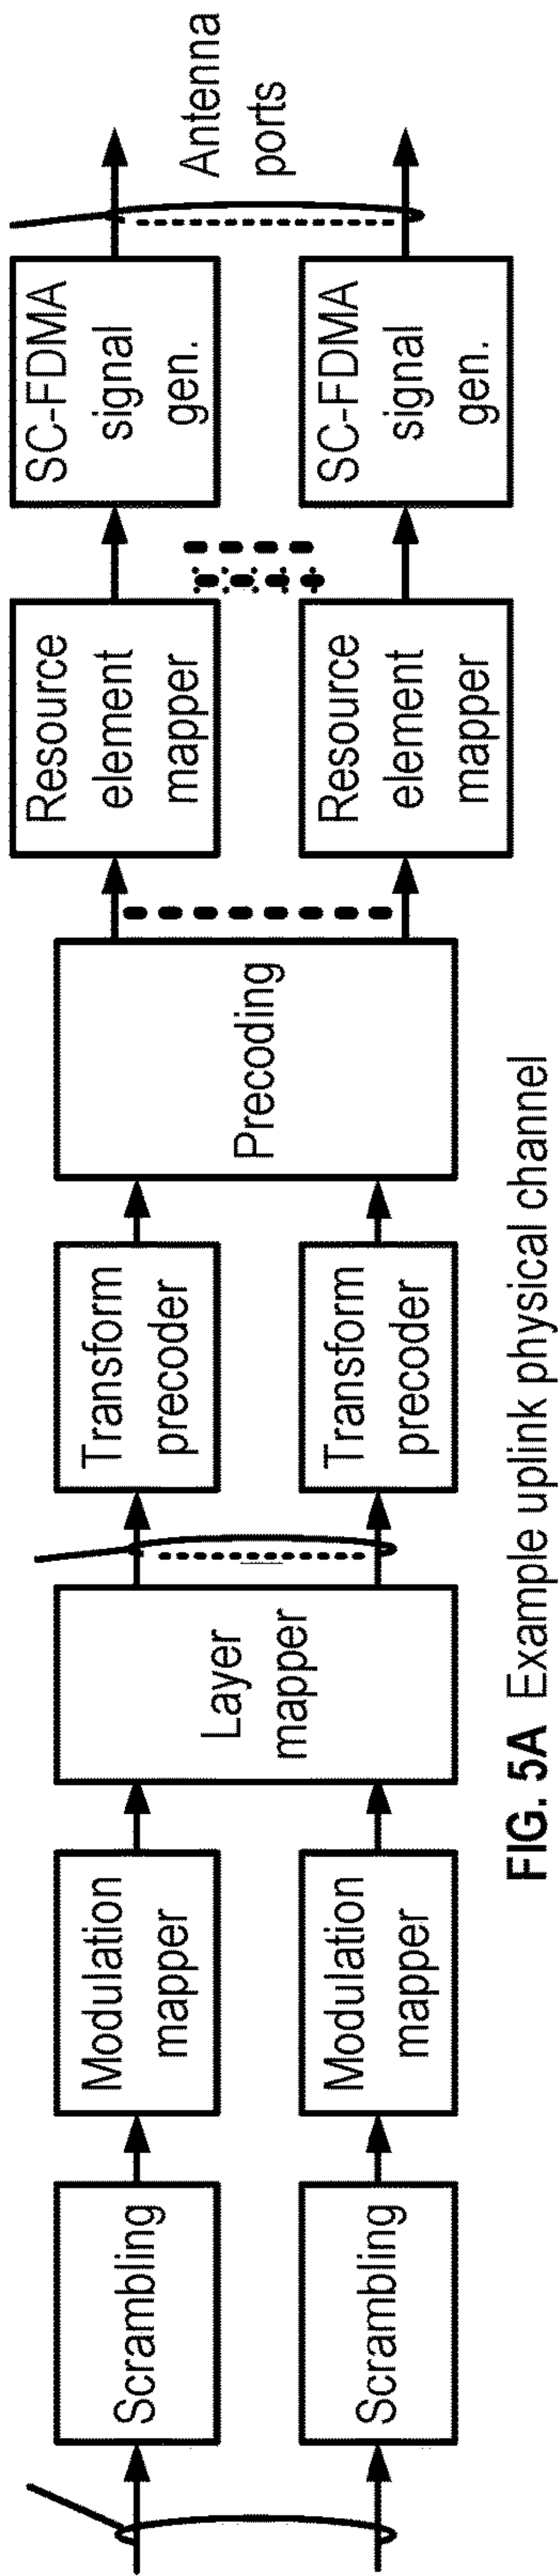 Scrambling
Modulation
mapper
Layer
mapper
Transform
precoder
Precoding
Resource
element
mapper
SC-FDMA
signal
gen.
Antenna
ports
Scrambling
Modulation
mapper
Transform
precoder
Resource
element
mapper
SC-FDMA
signal
gen.
FIG. 5A Example uplink physical channel